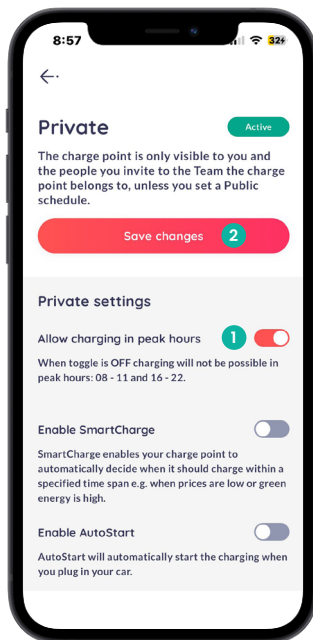 8:57
32
Private
Active
The charge point is only visible to you and
the people you invite to the Team the charge
point belongs to, unless you set a Public
schedule.
Save changes 2
Private settings
Allow charging in peak hours 1
When toggle is OFF charging will not be possible in
peak hours: 08 - 11 and 16 - 22.
Enable SmartCharge
SmartCharge enables your charge point to
automatically decide when it should charge within a
specified time span e.g. when prices are low or green
energy is high.
Enable AutoStart
AutoStart will automatically start the charging when
you plug in your car.